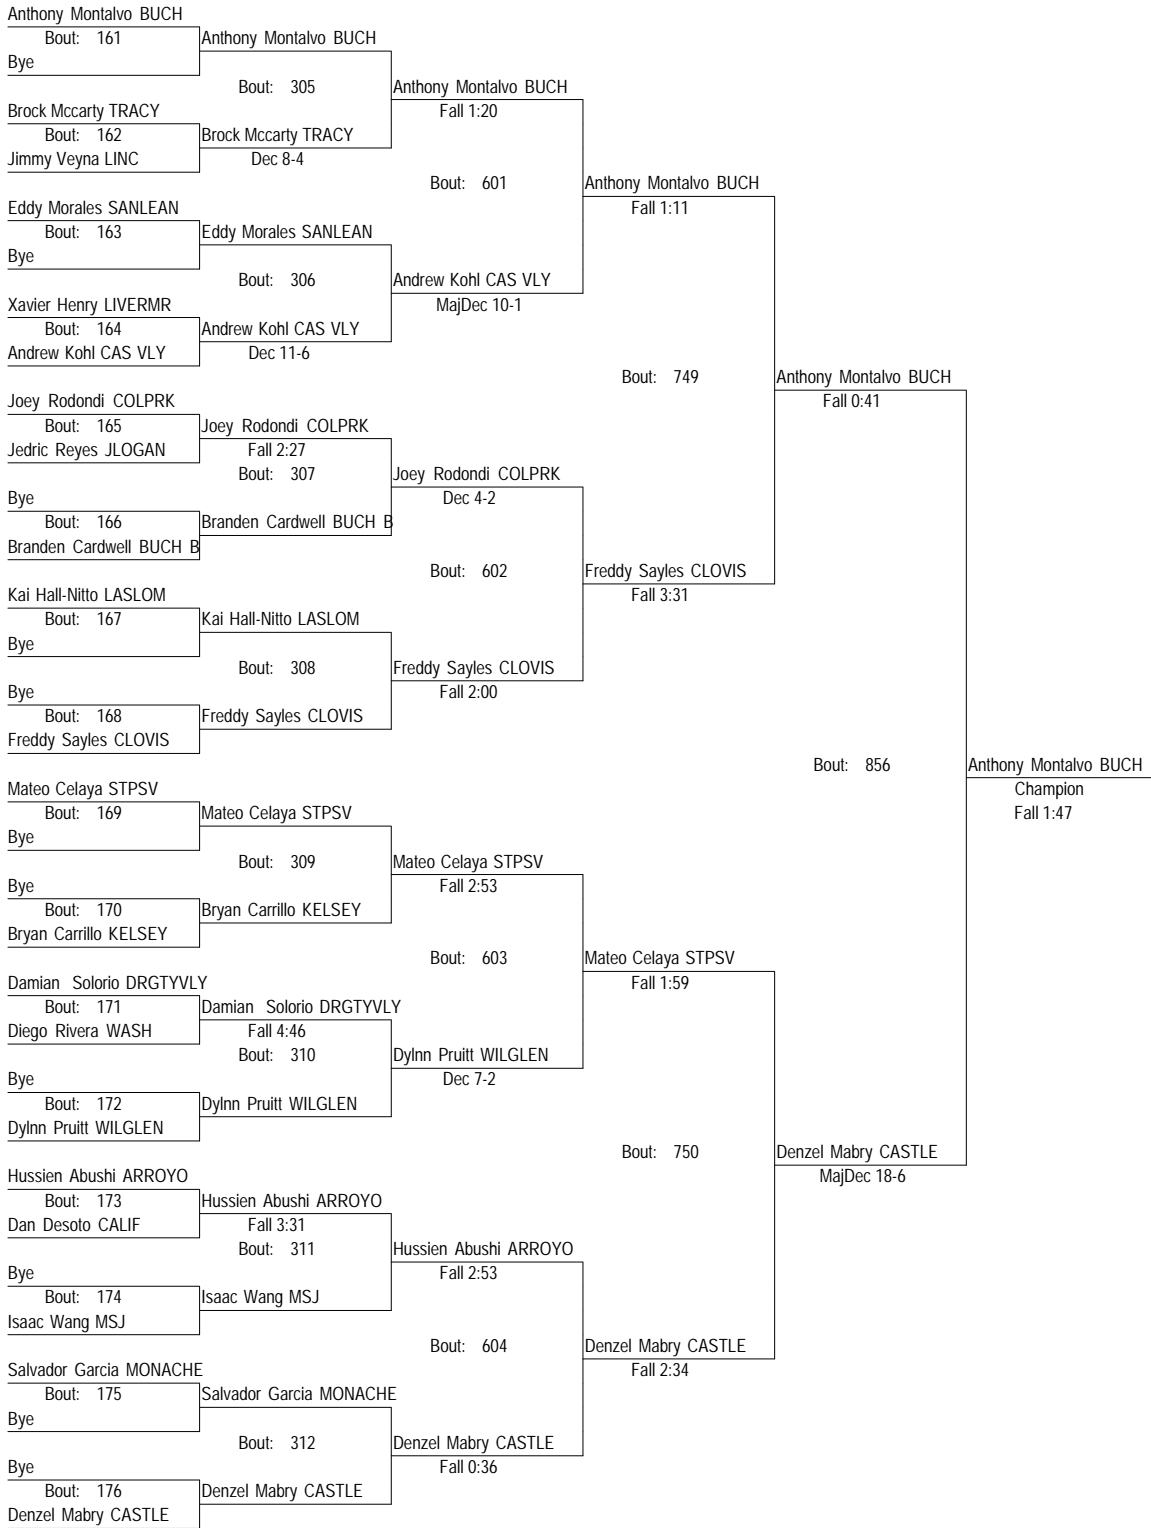 Anthony Montalvo BUCH
Bout: 161
Anthony Montalvo BUCH
Bye
Bout: 305
Anthony Montalvo BUCH
Fall 1:20
Brock Mccarty TRACY
Bout: 162
Brock Mccarty TRACY
Jimmy Veyna LINC
Dec 8-4
Bout: 601
Anthony Montalvo BUCH
Fall 1:11
Eddy Morales SANLEAN
Bout: 163
Eddy Morales SANLEAN
Bye
Bout: 306
Andrew Kohl CAS VLY
MajDec 10-1
Xavier Henry LIVERMR
Bout: 164
Andrew Kohl CAS VLY
Andrew Kohl CAS VLY
Dec 11-6
Bout: 749
Anthony Montalvo BUCH
Fall 0:41
Joey Rodondi COLPRK
Bout: 165
Joey Rodondi COLPRK
Jedric Reyes JLOGAN
Fall 2:27
Bout: 307
Joey Rodondi COLPRK
Dec 4-2
Bye
Bout: 166
Branden Cardwell BUCH B
Branden Cardwell BUCH B
Bout: 602
Freddy Sayles CLOVIS
Fall 3:31
Kai Hall-Nitto LASLOM
Bout: 167
Kai Hall-Nitto LASLOM
Bye
Bout: 308
Freddy Sayles CLOVIS
Fall 2:00
Bye
Bout: 168
Freddy Sayles CLOVIS
Freddy Sayles CLOVIS
Bout: 856
Anthony Montalvo BUCH
Champion
Fall 1:47
Mateo Celaya STPSV
Bout: 169
Mateo Celaya STPSV
Bye
Bout: 309
Mateo Celaya STPSV
Fall 2:53
Bye
Bout: 170
Bryan Carrillo KELSEY
Bryan Carrillo KELSEY
Bout: 603
Mateo Celaya STPSV
Fall 1:59
Damian Solorio DRGTYVLY
Bout: 171
Damian Solorio DRGTYVLY
Diego Rivera WASH
Fall 4:46
Bout: 310
Dylnn Pruitt WILGLEN
Dec 7-2
Bye
Bout: 172
Dylnn Pruitt WILGLEN
Dylnn Pruitt WILGLEN
Bout: 750
Denzel Mabry CASTLE
MajDec 18-6
Hussien Abushi ARROYO
Bout: 173
Hussien Abushi ARROYO
Dan Desoto CALIF
Fall 3:31
Bout: 311
Hussien Abushi ARROYO
Fall 2:53
Bye
Bout: 174
Isaac Wang MSJ
Isaac Wang MSJ
Bout: 604
Denzel Mabry CASTLE
Fall 2:34
Salvador Garcia MONACHE
Bout: 175
Salvador Garcia MONACHE
Bye
Bout: 312
Denzel Mabry CASTLE
Fall 0:36
Bye
Bout: 176
Denzel Mabry CASTLE
Denzel Mabry CASTLE